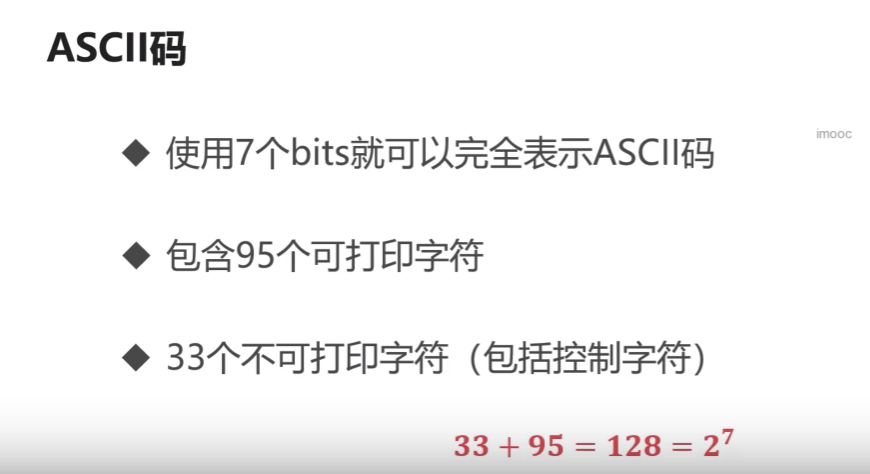 ASCII码
imooc
◆ 使用7个bits就可以完全表示ASCII码
◆ 包含95个可打印字符
◆ 33个不可打印字符（包括控制字符）
33 + 95 = 128 = 2⁷